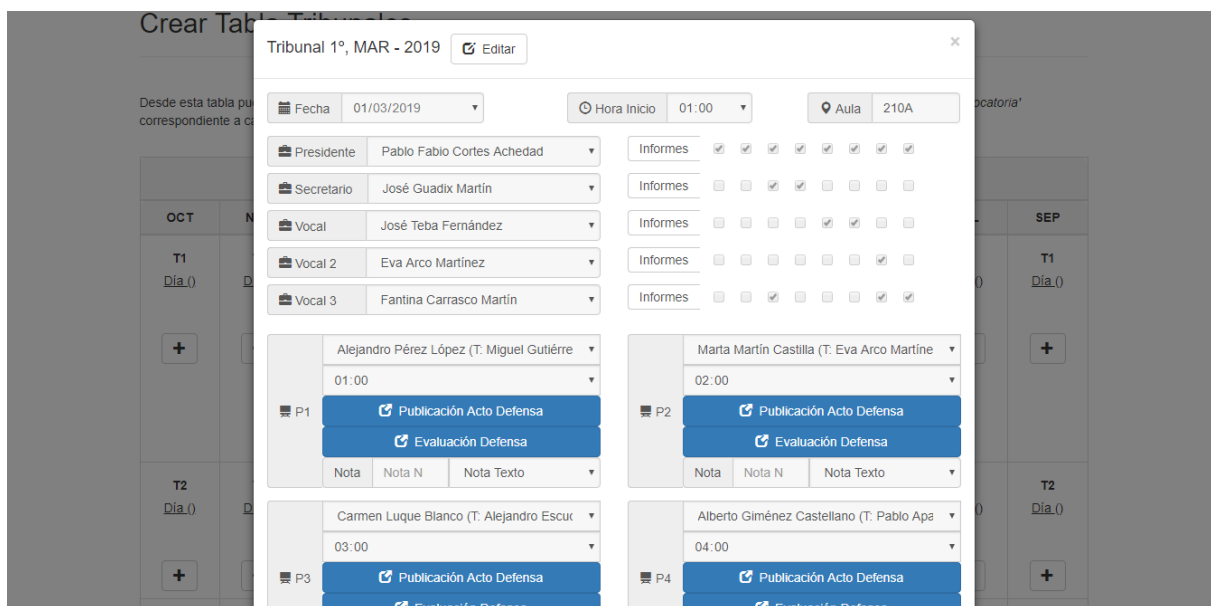 Crear Tabla Tribunales
Tribunal 1º, MAR - 2019 Editar ×
Desde esta tabla
correspondiente a
Fecha 01/03/2019 Hora Inicio 01:00 Aula 210A
Presidente Pablo Fabio Cortes Achedad Informes
Secretario José Guadix Martín Informes
Vocal José Teba Fernández Informes
Vocal 2 Eva Arco Martínez Informes
Vocal 3 Fantina Carrasco Martín Informes
OCT SEP
T1 T1
Día () Día ()
+ +
P1
Alejandro Pérez López (T: Miguel Gutiérre
01:00
Publicación Acto Defensa
Evaluación Defensa
Nota Nota N Nota Texto
P2
Marta Martín Castilla (T: Eva Arco Martíne
02:00
Publicación Acto Defensa
Evaluación Defensa
Nota Nota N Nota Texto
T2 T2
Día () Día ()
+ +
P3
Carmen Luque Blanco (T: Alejandro Escuc
03:00
Publicación Acto Defensa
Evaluación Defensa
P4
Alberto Giménez Castellano (T: Pablo Apa
04:00
Publicación Acto Defensa
Evaluación Defensa